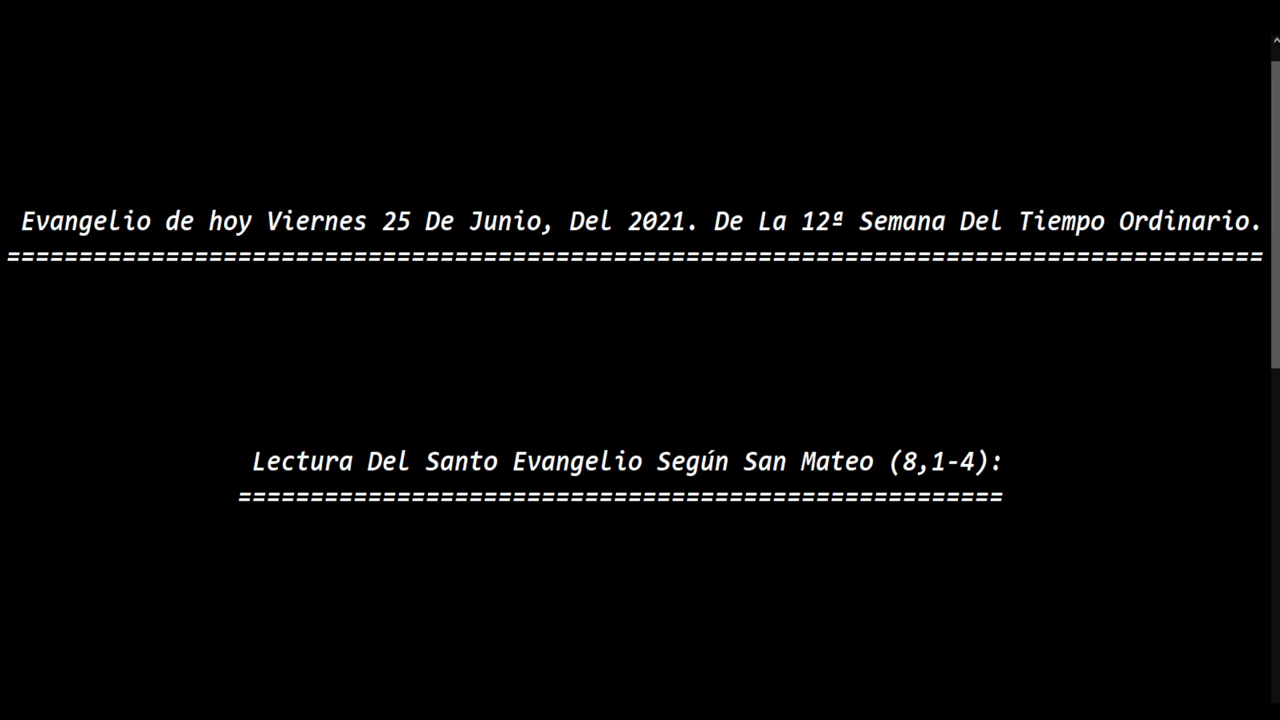 Evangelio de hoy Viernes 25 De Junio, Del 2021. De La 12ª Semana Del Tiempo Ordinario.
=======================================================================================
Lectura Del Santo Evangelio Según San Mateo (8,1-4):
=====================================================